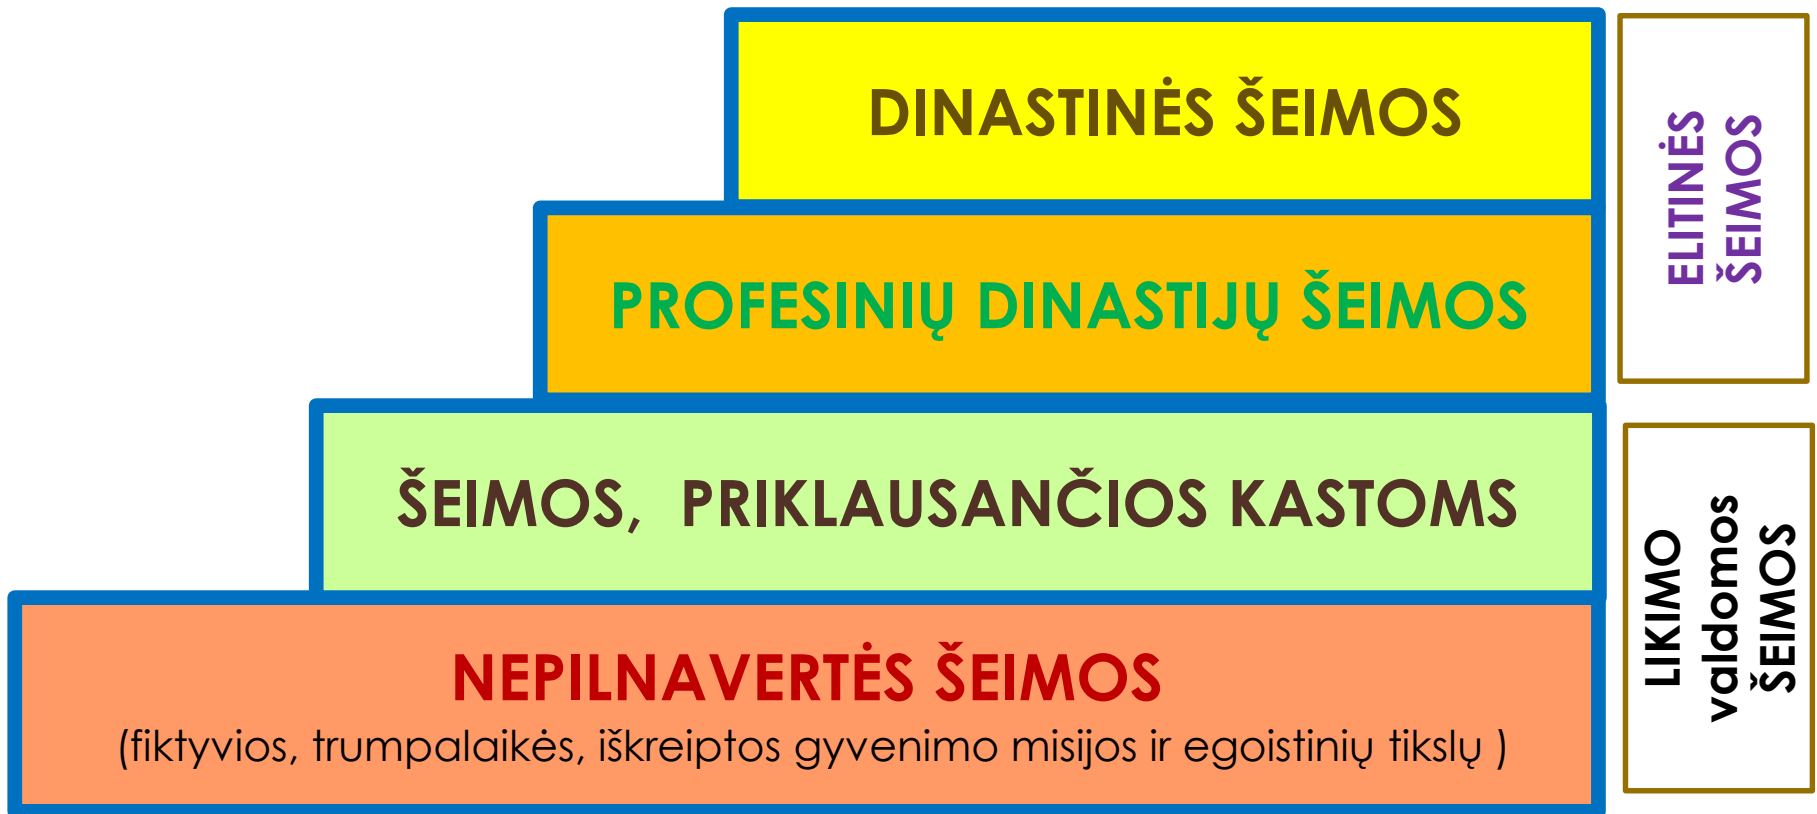 DINASTINĖS ŠEIMOS
ELITINĖS
ŠEIMOS
PROFESINIŲ DINASTIJŲ ŠEIMOS
ŠEIMOS, PRIKLAUSANČIOS KASTOMS
LIKIMO
valdomos
ŠEIMOS
NEPILNAVERTĖS ŠEIMOS
(fiktyvios, trumpalaikės, iškreiptos gyvenimo misijos ir egoistinių tikslų )